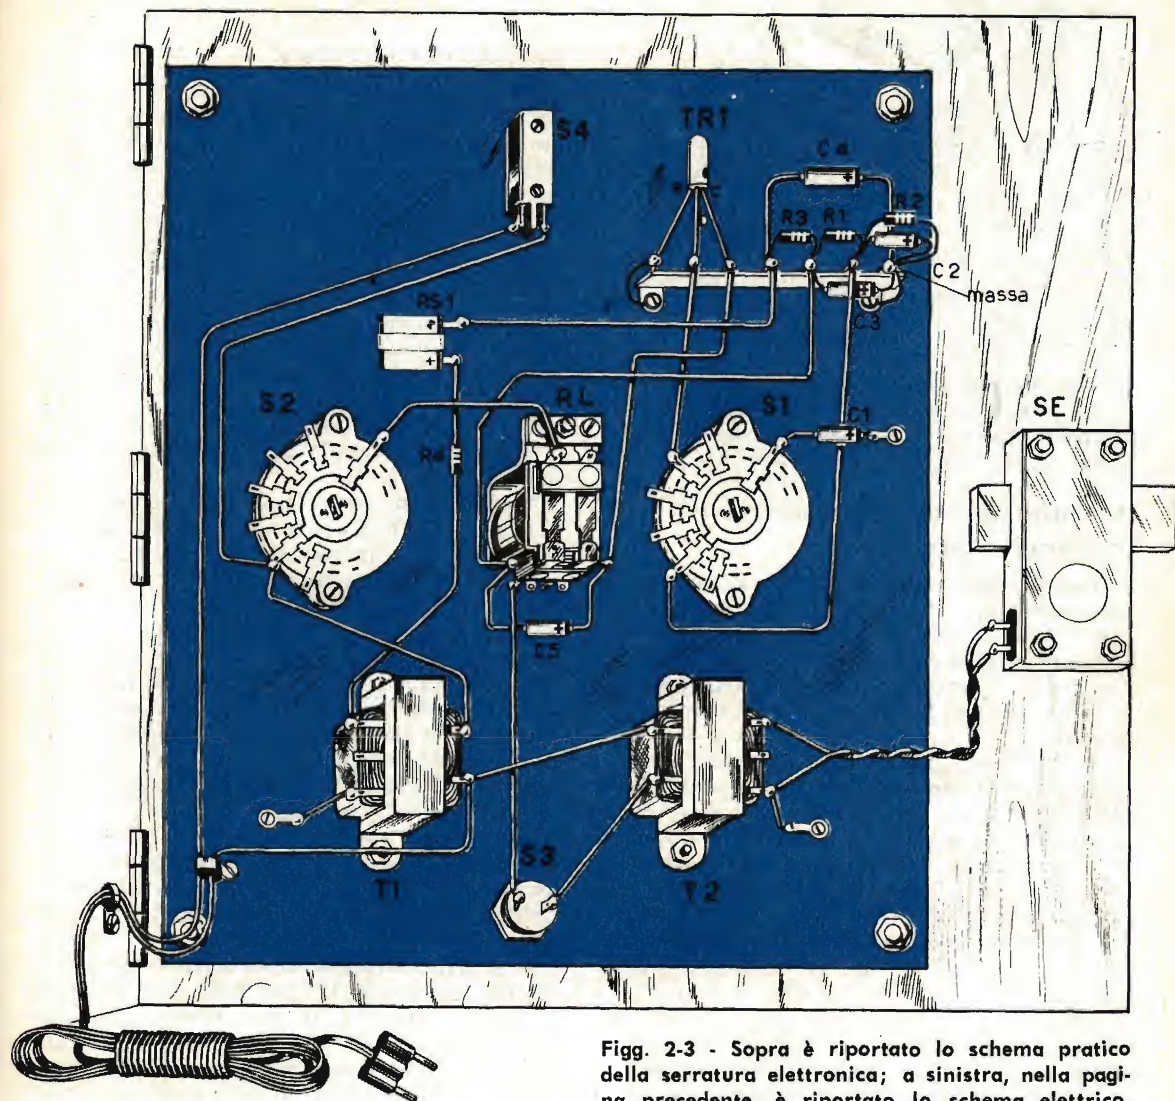 S4
TR1
C4
R2
R3
R1
C2
massa
C3
RS1
S2
RL
S1
C1
SE
R4
C5
S3
T1
T2
Figg. 2-3 - Sopra è riportato lo schema pratico
della serratura elettronica; a sinistra, nella pagi-
na precedente, è riportato lo schema elettrico.